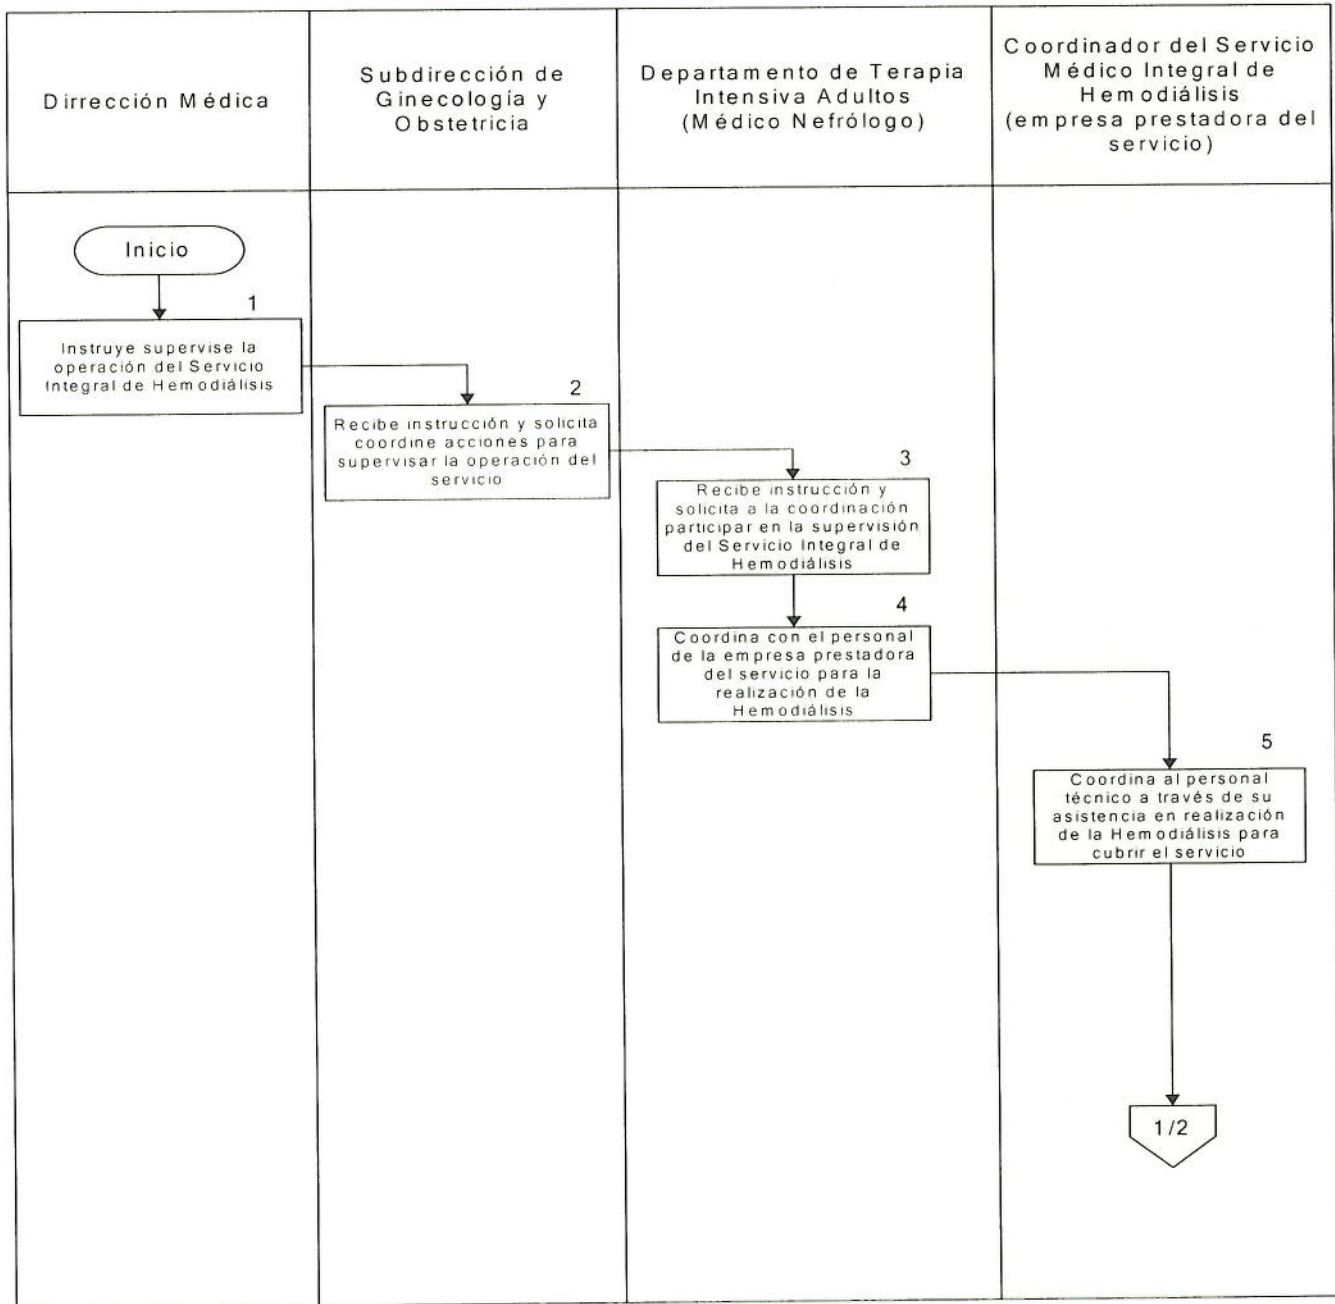 Dirrección Médica
Subdirección de
Ginecología y
Obstetricia
Departamento de Terapia
Intensiva Adultos
(Médico Nefrólogo)
Coordinador del Servicio
Médico Integral de
Hemodiálisis
(empresa prestadora del
servicio)
Inicio
1
Instruye supervise la
operación del Servicio
Integral de Hemodiálisis
2
Recibe instrucción y solicita
coordine acciones para
supervisar la operación del
servicio
3
Recibe instrucción y
solicita a la coordinación
participar en la supervisión
del Servicio Integral de
Hemodiálisis
4
Coordina con el personal
de la empresa prestadora
del servicio para la
realización de la
Hemodiálisis
5
Coordina al personal
técnico a través de su
asistencia en realización
de la Hemodiálisis para
cubrir el servicio
1/2